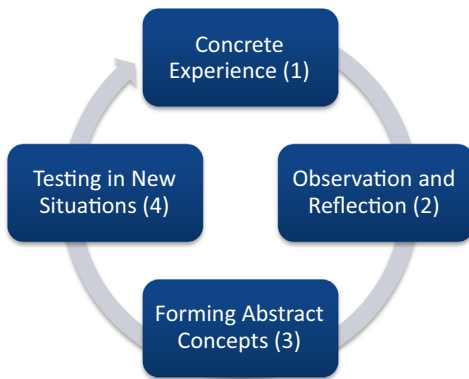 Concrete
Experience (1)
Observation and
Reflection (2)
Forming Abstract
Concepts (3)
Testing in New
Situations (4)